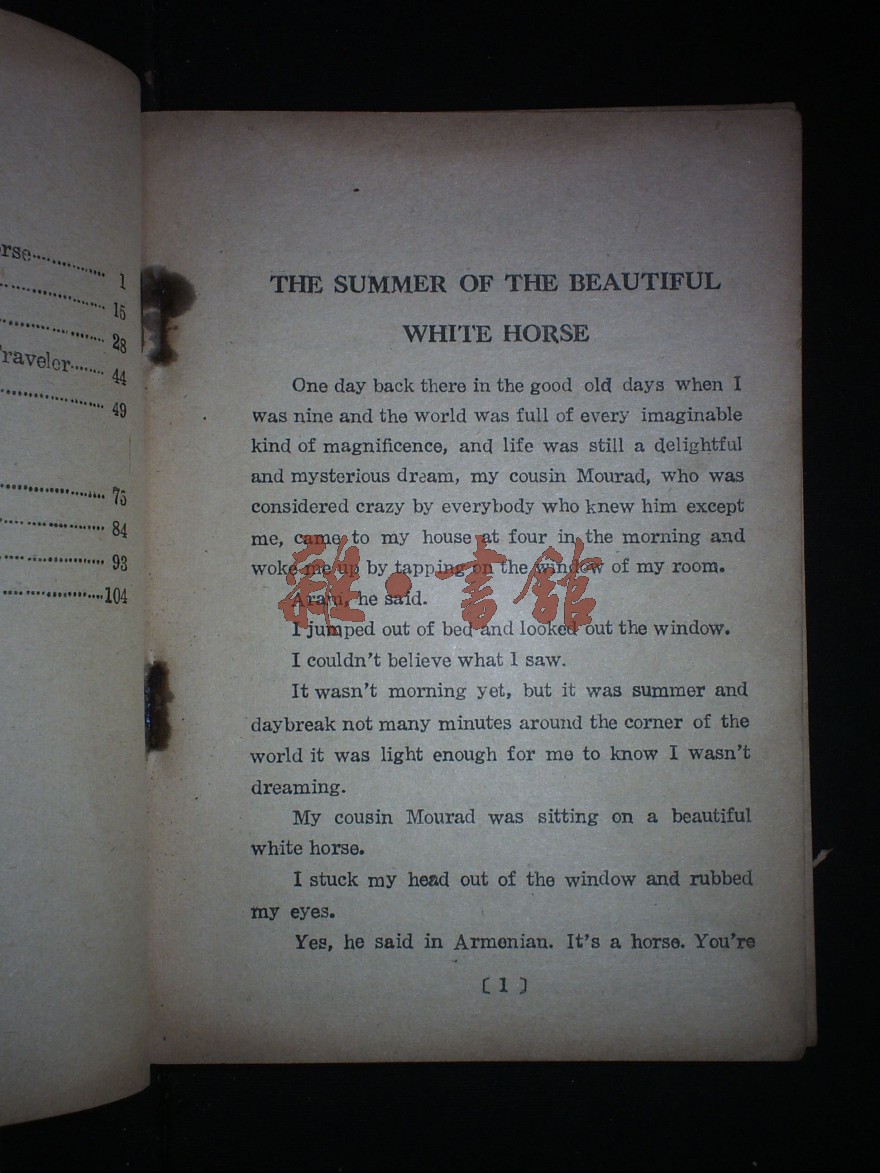 rse 1
15
28
raveler 44
49
75
84
93
104
THE SUMMER OF THE BEAUTIFUL
WHITE HORSE
One day back there in the good old days when I
was nine and the world was full of every imaginable
kind of magnificence, and life was still a delightful
and mysterious dream, my cousin Mourad, who was
considered crazy by everybody who knew him except
me, came to my house at four in the morning and
woke me up by tapping on the window of my room.
Aram, he said.
I jumped out of bed and looked out the window.
I couldn't believe what I saw.
It wasn't morning yet, but it was summer and
daybreak not many minutes around the corner of the
world it was light enough for me to know I wasn't
dreaming.
My cousin Mourad was sitting on a beautiful
white horse.
I stuck my head out of the window and rubbed
my eyes.
Yes, he said in Armenian. It's a horse. You're
[ 1 ]
雜·書館